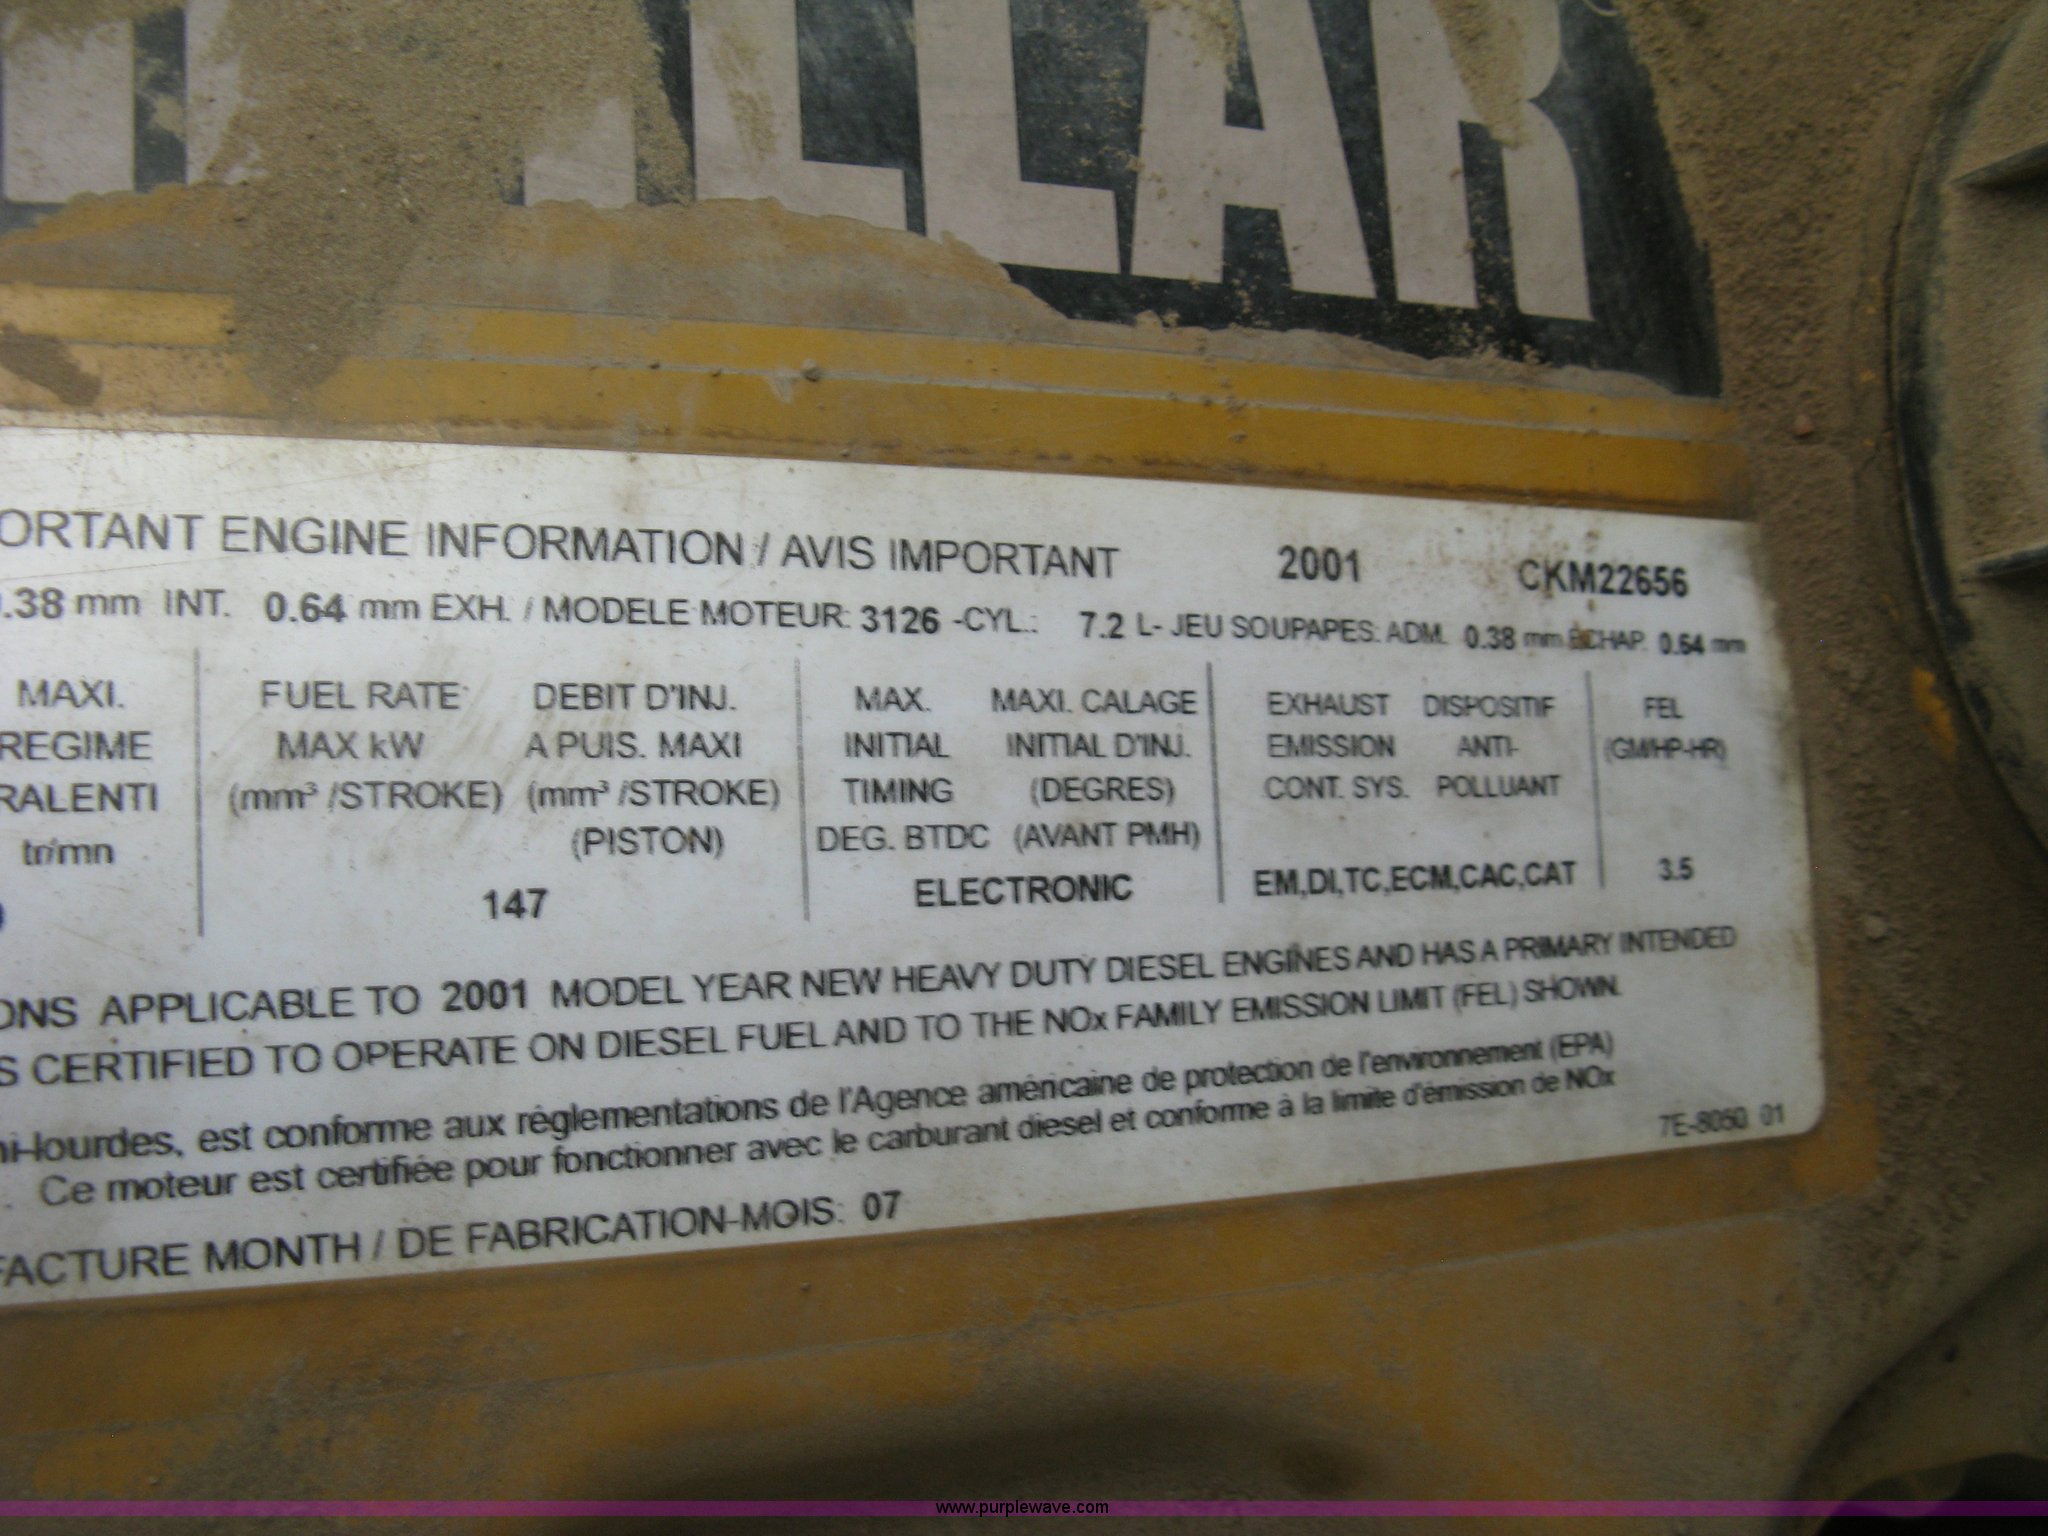 LLAR
ORTANT ENGINE INFORMATION / AVIS IMPORTANT 2001 CKM22656
.38 mm INT. 0.64 mm EXH. / MODELE MOTEUR: 3126 -CYL.: 7.2 L- JEU SOUPAPES: ADM. 0.38 mm ECHAP. 0.64 mm
MAXI. FUEL RATE DEBIT D'INJ. MAX. MAXI. CALAGE EXHAUST DISPOSITIF FEL
REGIME MAX kW A PUIS. MAXI INITIAL INITIAL D'INJ. EMISSION ANTI- (GM/HP-HR)
RALENTI (mm³ /STROKE) (mm³ /STROKE) TIMING (DEGRES) CONT. SYS. POLLUANT
tr/mn (PISTON) DEG. BTDC (AVANT PMH)
147 ELECTRONIC EM,DI,TC,ECM,CAC,CAT 3.5
ONS APPLICABLE TO 2001 MODEL YEAR NEW HEAVY DUTY DIESEL ENGINES AND HAS A PRIMARY INTENDED
S CERTIFIED TO OPERATE ON DIESEL FUEL AND TO THE NOx FAMILY EMISSION LIMIT (FEL) SHOWN.
mi-lourdes, est conforme aux réglementations de l'Agence américaine de protection de l'environnement (EPA)
. Ce moteur est certifiée pour fonctionner avec le carburant diesel et conforme à la limite d'émission de NOx
7E-8050 01
FACTURE MONTH / DE FABRICATION-MOIS: 07
www.purplewave.com